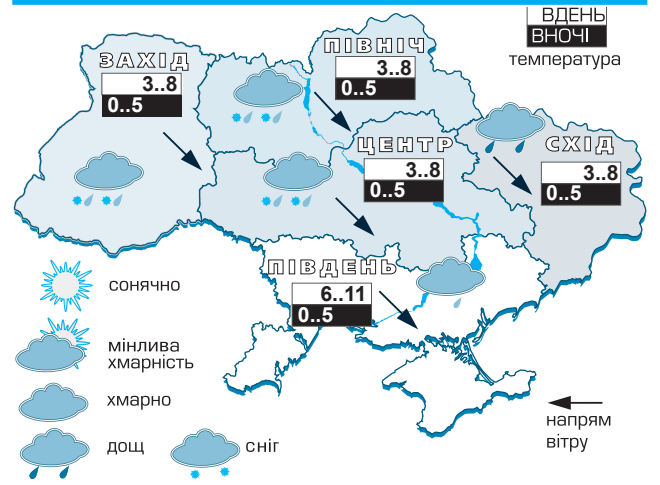 ВДЕНЬ
ВНОЧІ
температура
ПІВНІЧ
3..8
0..5
ЗАХІД
3..8
0..5
ЦЕНТР
3..8
0..5
СХІД
3..8
0..5
ПІВДЕНЬ
6..11
0..5
сонячно
мінлива
хмарність
хмарно
дощ
сніг
напрям
вітру